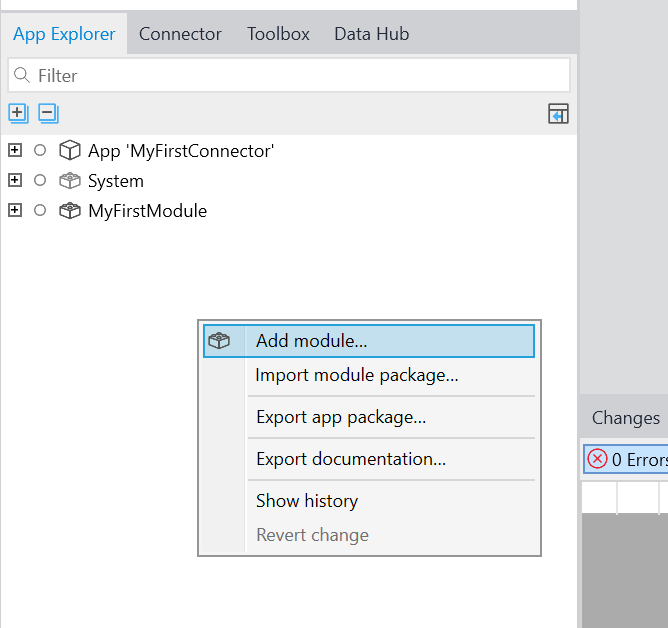 App Explorer Connector Toolbox Data Hub
Filter
App 'MyFirstConnector'
System
MyFirstModule
Add module...
Import module package...
Export app package...
Export documentation...
Show history
Revert change
Changes
0 Errors